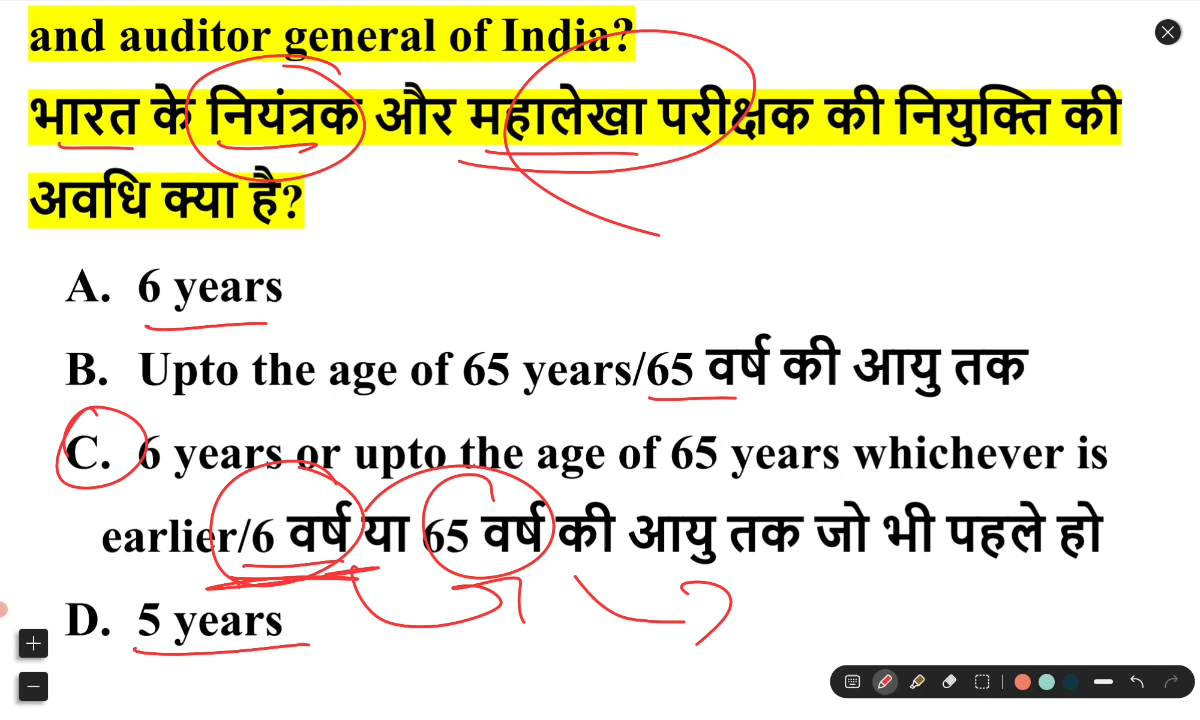 and auditor general of India?
भारत के नियंत्रक और महालेखा परीक्षक की नियुक्ति की
अवधि क्या है?
A. 6 years
B. Upto the age of 65 years/65 वर्ष की आयु तक
C. 6 years or upto the age of 65 years whichever is
earlier/6 वर्ष या 65 वर्ष की आयु तक जो भी पहले हो
D. 5 years